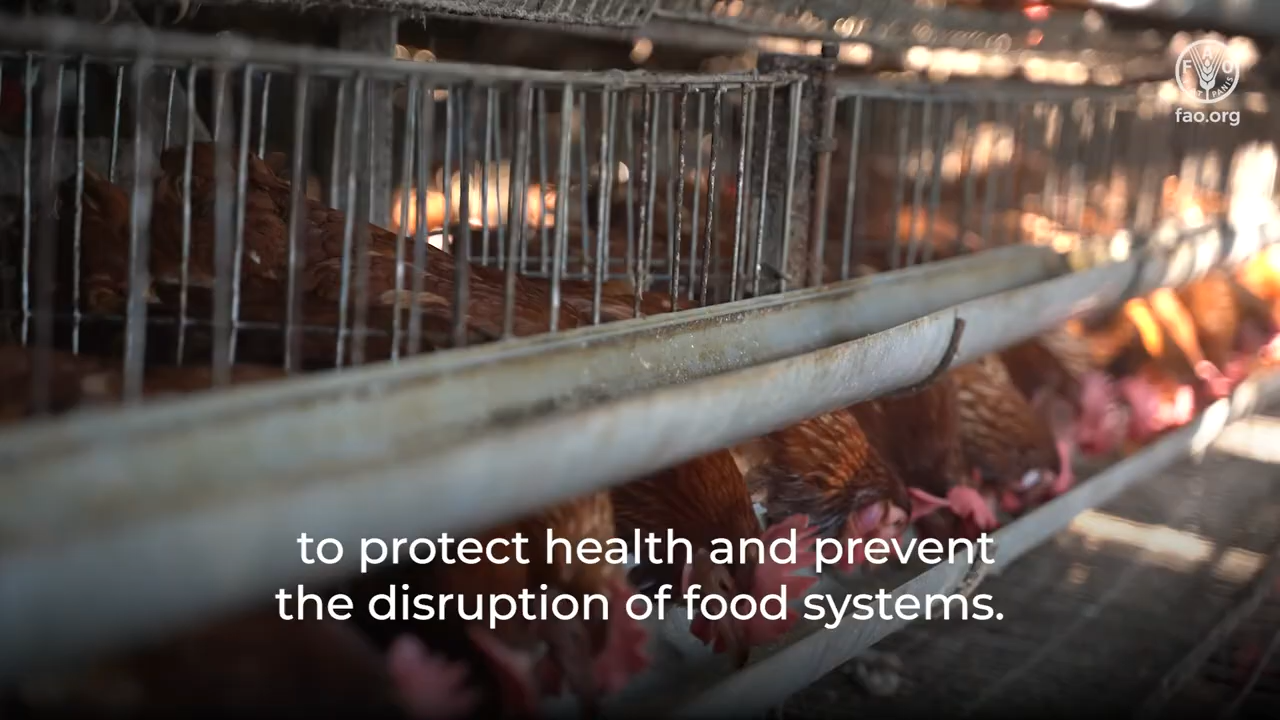 F A O
fao.org
to protect health and prevent
the disruption of food systems.